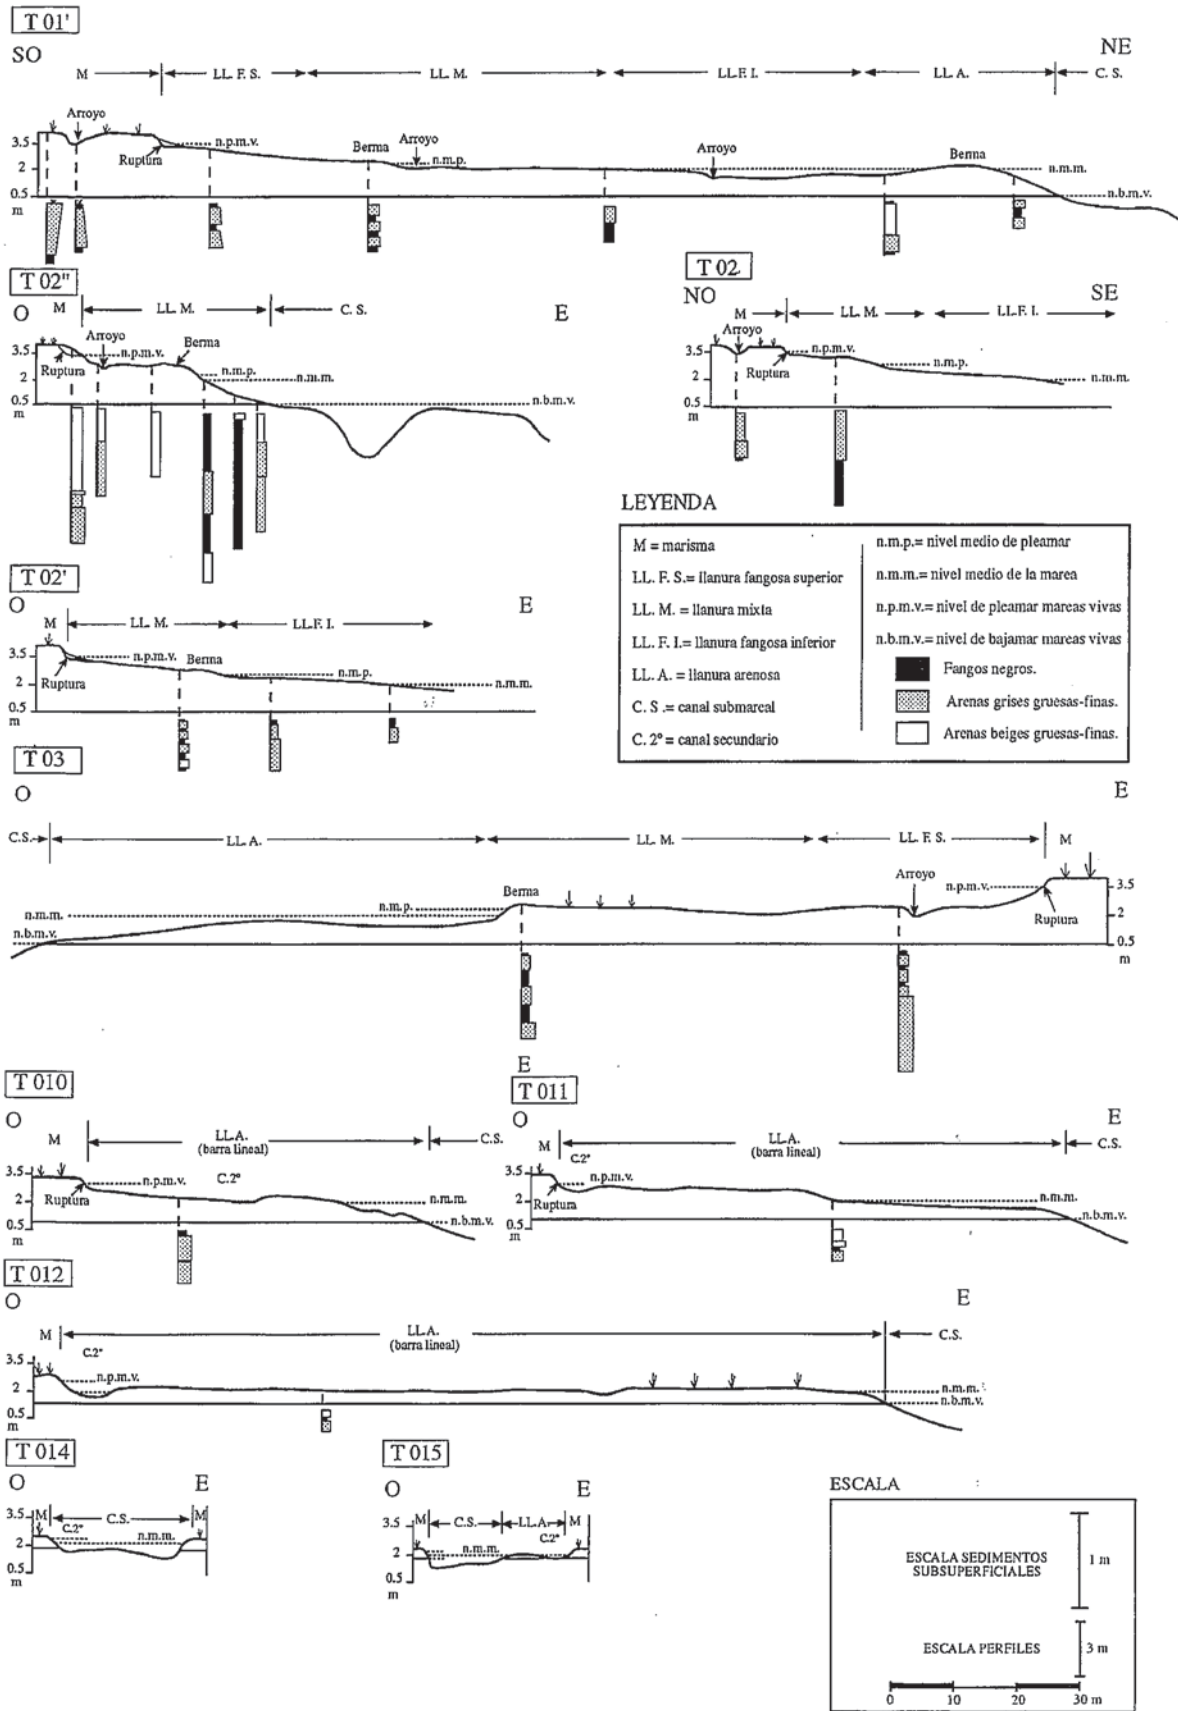 T 01'
SO
NE
M
LL. F. S.
LL. M.
LL.F. I.
LL. A.
C. S.
Arroyo
3.5
n.p.m.v.
Ruptura
Berma
Arroyo
n.m.p.
Arroyo
Berma
2
n.m.m.
0.5
n.b.m.v.
m
T 02"
O
M
LL. M.
C. S.
E
Arroyo
Berma
3.5
n.p.m.v.
Ruptura
n.m.p.
2
n.m.m.
0.5
n.b.m.v.
m
T 02
NO
SE
M
LL. M.
LL.F. I.
Arroyo
3.5
n.p.m.v.
Ruptura
n.m.p.
2
n.m.m.
0.5
m
LEYENDA
M = marisma
LL. F. S.= llanura fangosa superior
LL. M. = llanura mixta
LL. F. I.= llanura fangosa inferior
LL. A. = llanura arenosa
C. S .= canal submareal
C. 2º = canal secundario
n.m.p.= nivel medio de pleamar
n.m.m.= nivel medio de la marea
n.p.m.v.= nivel de pleamar mareas vivas
n.b.m.v.= nivel de bajamar mareas vivas
Fangos negros.
Arenas grises gruesas-finas.
Arenas beiges gruesas-finas.
T 02'
O
E
M
LL. M.
LL.F. I.
3.5
n.p.m.v.
Berma
Ruptura
n.m.p.
2
n.m.m.
0.5
m
T 03
O
E
C.S.
LL.A.
LL. M.
LL. F. S.
M
Berma
Arroyo
n.p.m.v.
3.5
n.m.p.
n.m.m.
Ruptura
2
n.b.m.v.
0.5
m
E
T 010
O
M
LL.A.
(barra lineal)
C.S.
C.2º
3.5
n.p.m.v.
Ruptura
2
n.m.m.
0.5
n.b.m.v.
m
T 011
O
E
M
C.2º
LL.A.
(barra lineal)
C.S.
3.5
n.p.m.v.
Ruptura
2
n.m.m.
0.5
n.b.m.v.
m
T 012
O
E
M
C.2º
LL.A.
(barra lineal)
C.S.
3.5
n.p.m.v.
2
n.m.m.
n.b.m.v.
0.5
m
T 014
O
E
M
C.S.
M
3.5
C.2º
n.m.m.
2
0.5
m
T 015
O
E
M
C.S.
LL.A.
M
3.5
C.2º
n.m.m.
2
0.5
m
ESCALA
ESCALA SEDIMENTOS
SUBSUPERFICIALES
1 m
ESCALA PERFILES
3 m
0
10
20
30 m